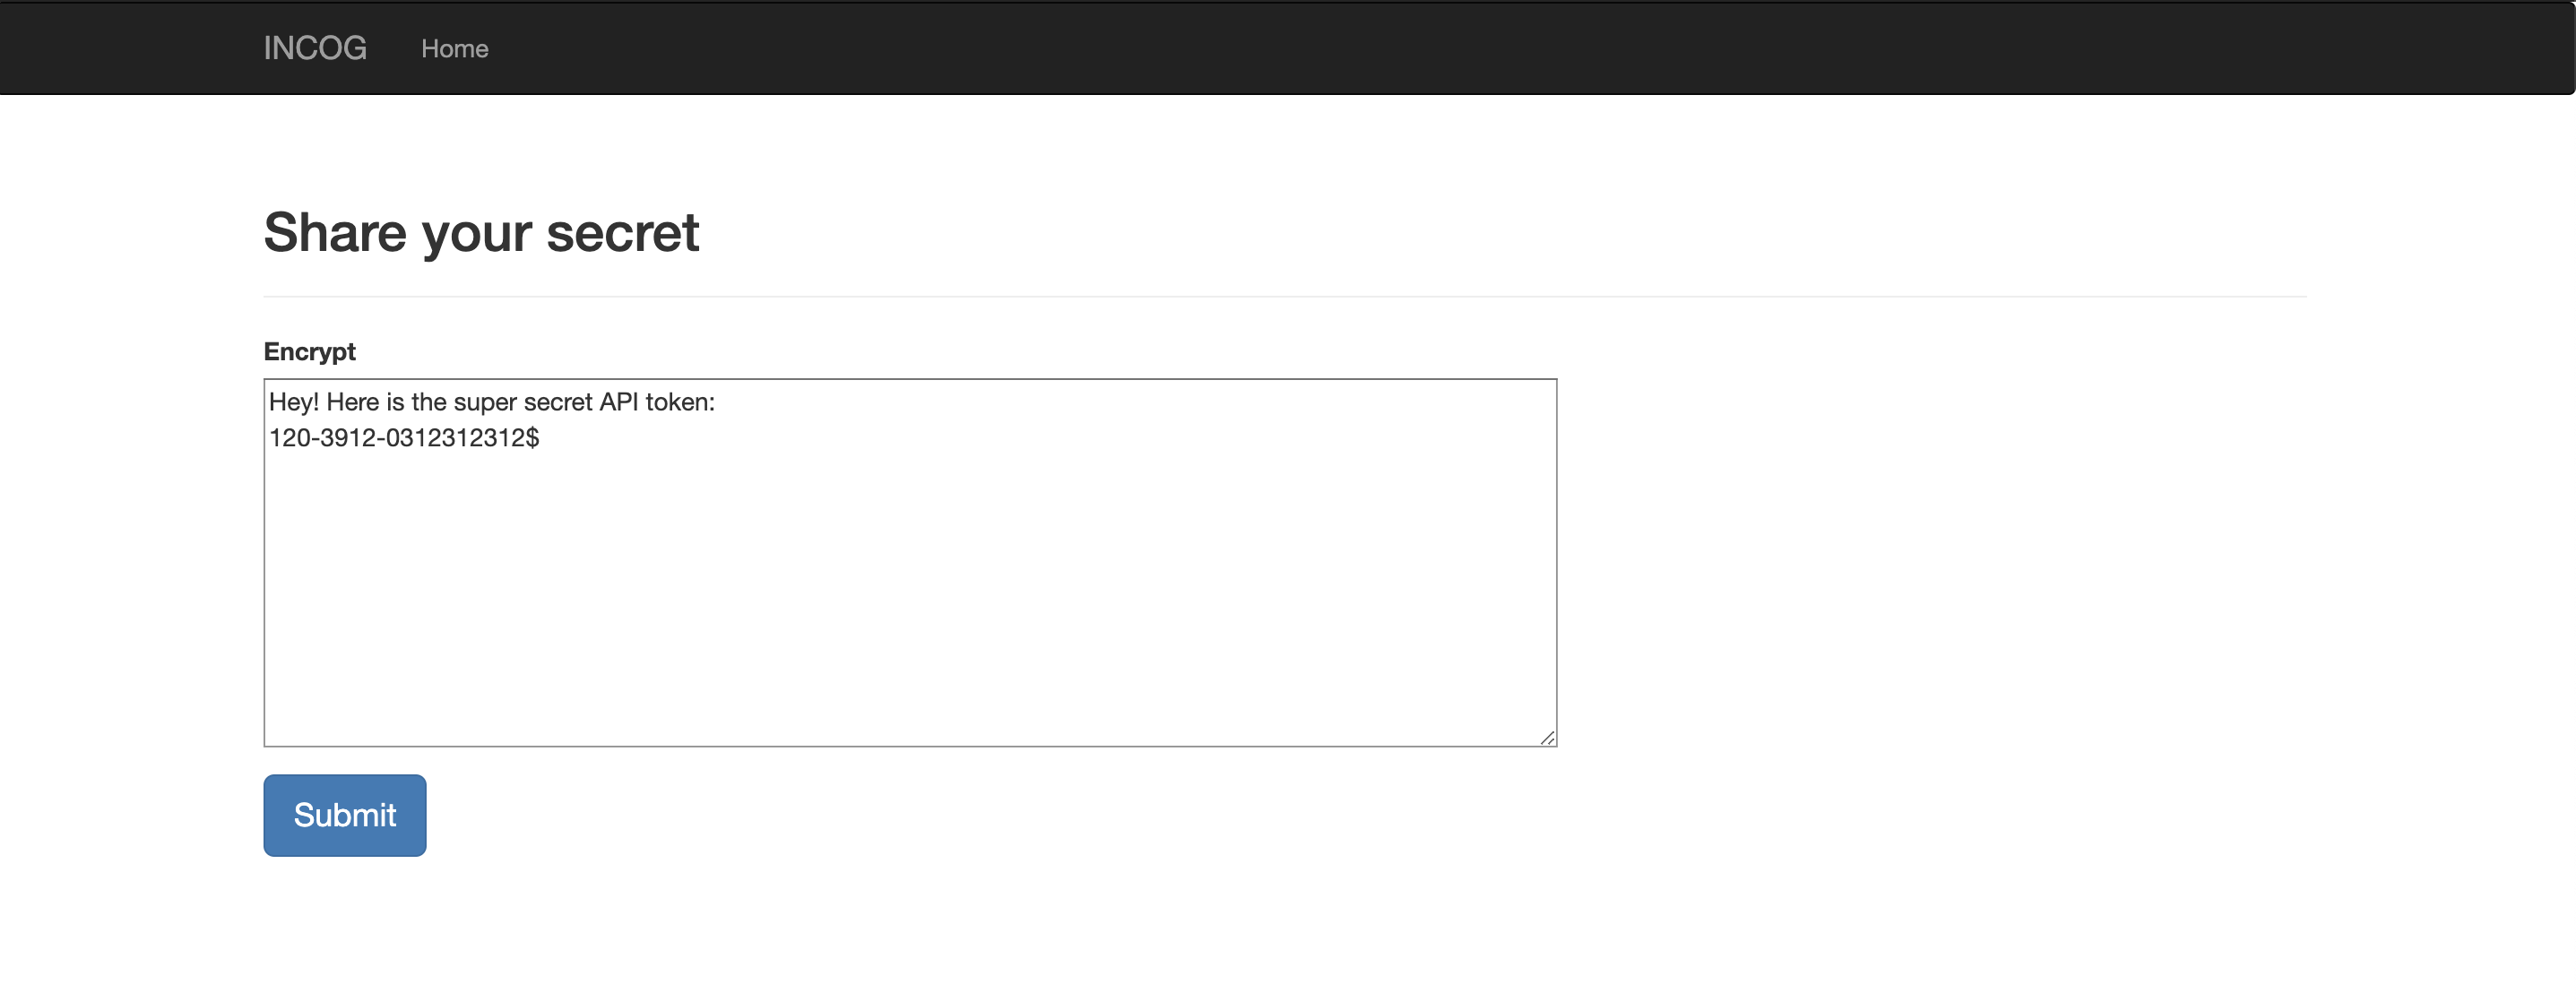 INCOG Home
Share your secret
Encrypt
Hey! Here is the super secret API token:
120-3912-0312312312$
Submit